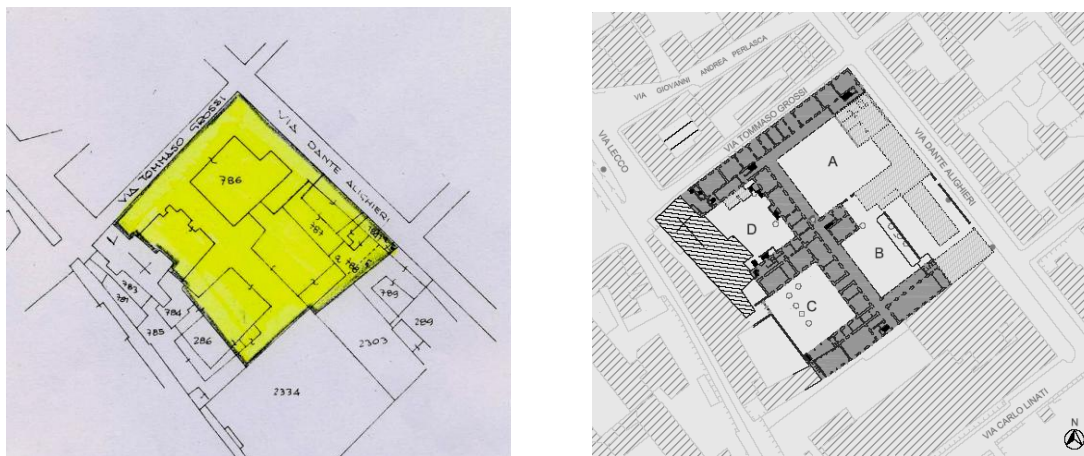 VIA TOMMASO GROSSI
VIA DANTE ALIGHIERI
786
787
788
783
781
784
785
286
789
289
2303
2334
VIA GIOVANNI ANDREA PERLASCA
VIA TOMMASO GROSSI
VIA LECCO
VIA DANTE ALIGHIERI
A
B
C
D
VIA CARLO LINATI
N